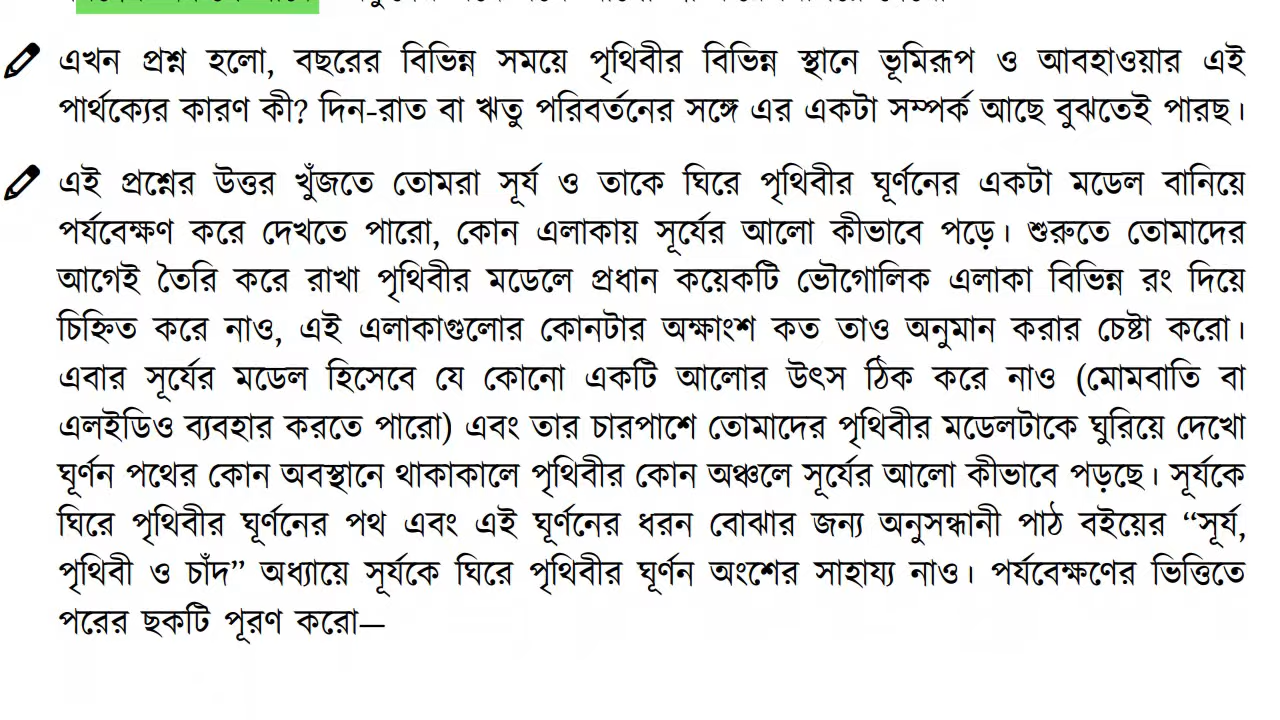 এখন প্রশ্ন হলো, বছরের বিভিন্ন সময়ে পৃথিবীর বিভিন্ন স্থানে ভূমিরূপ ও আবহাওয়ার এই
পার্থক্যের কারণ কী? দিন-রাত বা ঋতু পরিবর্তনের সঙ্গে এর একটা সম্পর্ক আছে বুঝতেই পারছ।
এই প্রশ্নের উত্তর খুঁজতে তোমরা সূর্য ও তাকে ঘিরে পৃথিবীর ঘূর্ণনের একটা মডেল বানিয়ে
পর্যবেক্ষণ করে দেখতে পারো, কোন এলাকায় সূর্যের আলো কীভাবে পড়ে। শুরুতে তোমাদের
আগেই তৈরি করে রাখা পৃথিবীর মডেলে প্রধান কয়েকটি ভৌগোলিক এলাকা বিভিন্ন রং দিয়ে
চিহ্নিত করে নাও, এই এলাকাগুলোর কোনটার অক্ষাংশ কত তাও অনুমান করার চেষ্টা করো।
এবার সূর্যের মডেল হিসেবে যে কোনো একটি আলোর উৎস ঠিক করে নাও (মোমবাতি বা
এলইডিও ব্যবহার করতে পারো) এবং তার চারপাশে তোমাদের পৃথিবীর মডেলটাকে ঘুরিয়ে দেখো
ঘূর্ণন পথের কোন অবস্থানে থাকাকালে পৃথিবীর কোন অঞ্চলে সূর্যের আলো কীভাবে পড়ছে। সূর্যকে
ঘিরে পৃথিবীর ঘূর্ণনের পথ এবং এই ঘূর্ণনের ধরন বোঝার জন্য অনুসন্ধানী পাঠ বইয়ের “সূর্য,
পৃথিবী ও চাঁদ” অধ্যায়ে সূর্যকে ঘিরে পৃথিবীর ঘূর্ণন অংশের সাহায্য নাও। পর্যবেক্ষণের ভিত্তিতে
পরের ছকটি পূরণ করো—